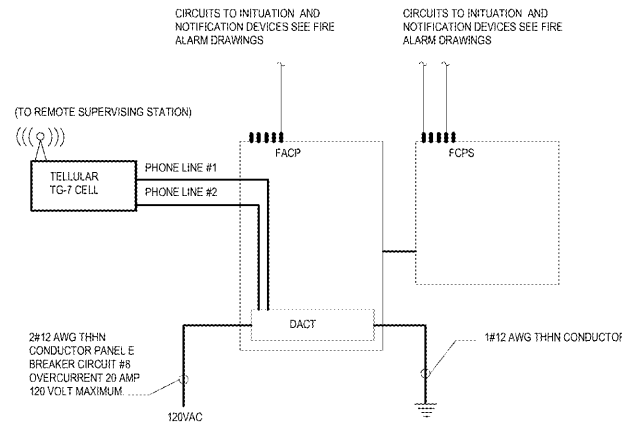 CIRCUITS TO INITUATION AND
NOTIFICATION DEVICES SEE FIRE
ALARM DRAWINGS
CIRCUITS TO INITUATION AND
NOTIFICATION DEVICES SEE FIRE
ALARM DRAWINGS
(TO REMOTE SUPERVISING STATION)
FACP
FCPS
TELLULAR
TG-7 CELL
PHONE LINE #1
PHONE LINE #2
DACT
2#12 AWG THHN
CONDUCTOR PANEL E
BREAKER CIRCUIT #8
OVERCURRENT 20 AMP
120 VOLT MAXIMUM
1#12 AWG THHN CONDUCTOR
120VAC